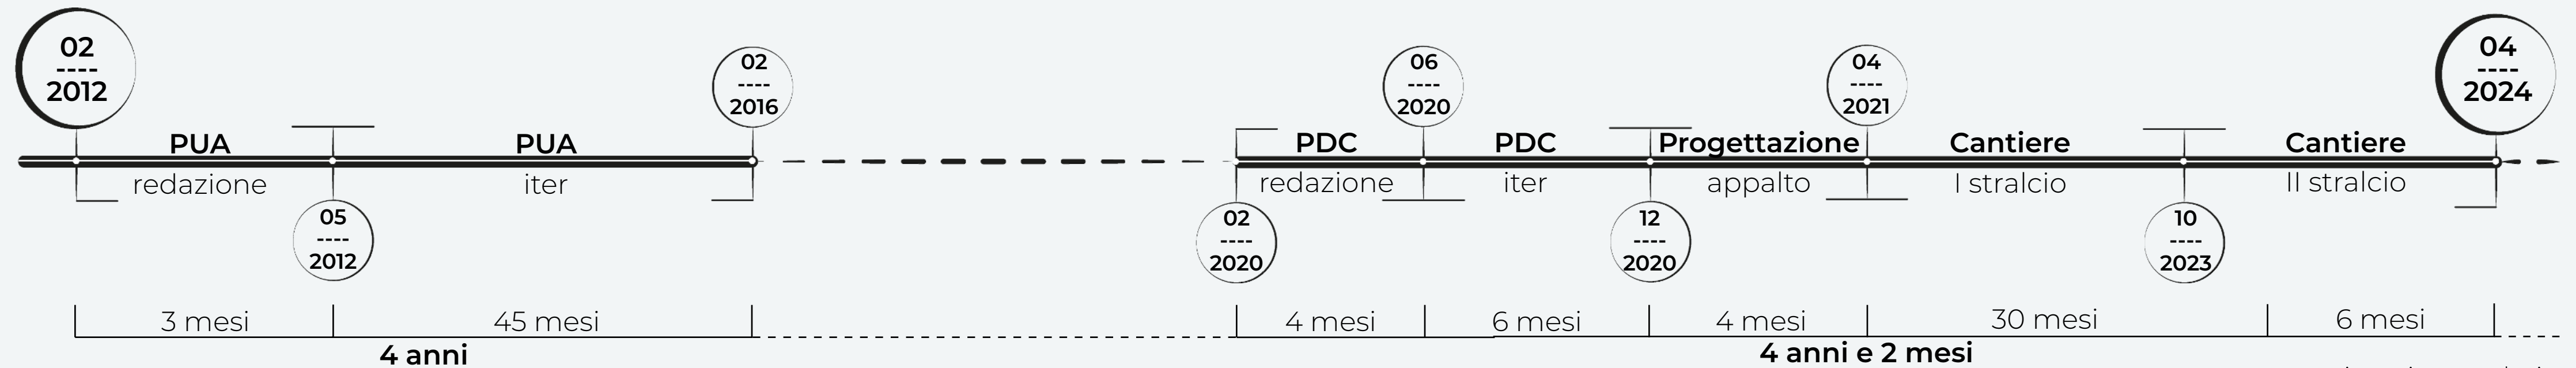 02
----
2012
02
----
2016
06
----
2020
04
----
2021
04
----
2024
PUA
PUA
PDC
PDC
Progettazione
Cantiere
Cantiere
redazione
iter
redazione
iter
appalto
I stralcio
II stralcio
05
----
2012
02
----
2020
12
----
2020
10
----
2023
3 mesi
45 mesi
4 mesi
6 mesi
4 mesi
30 mesi
6 mesi
4 anni
4 anni e 2 mesi